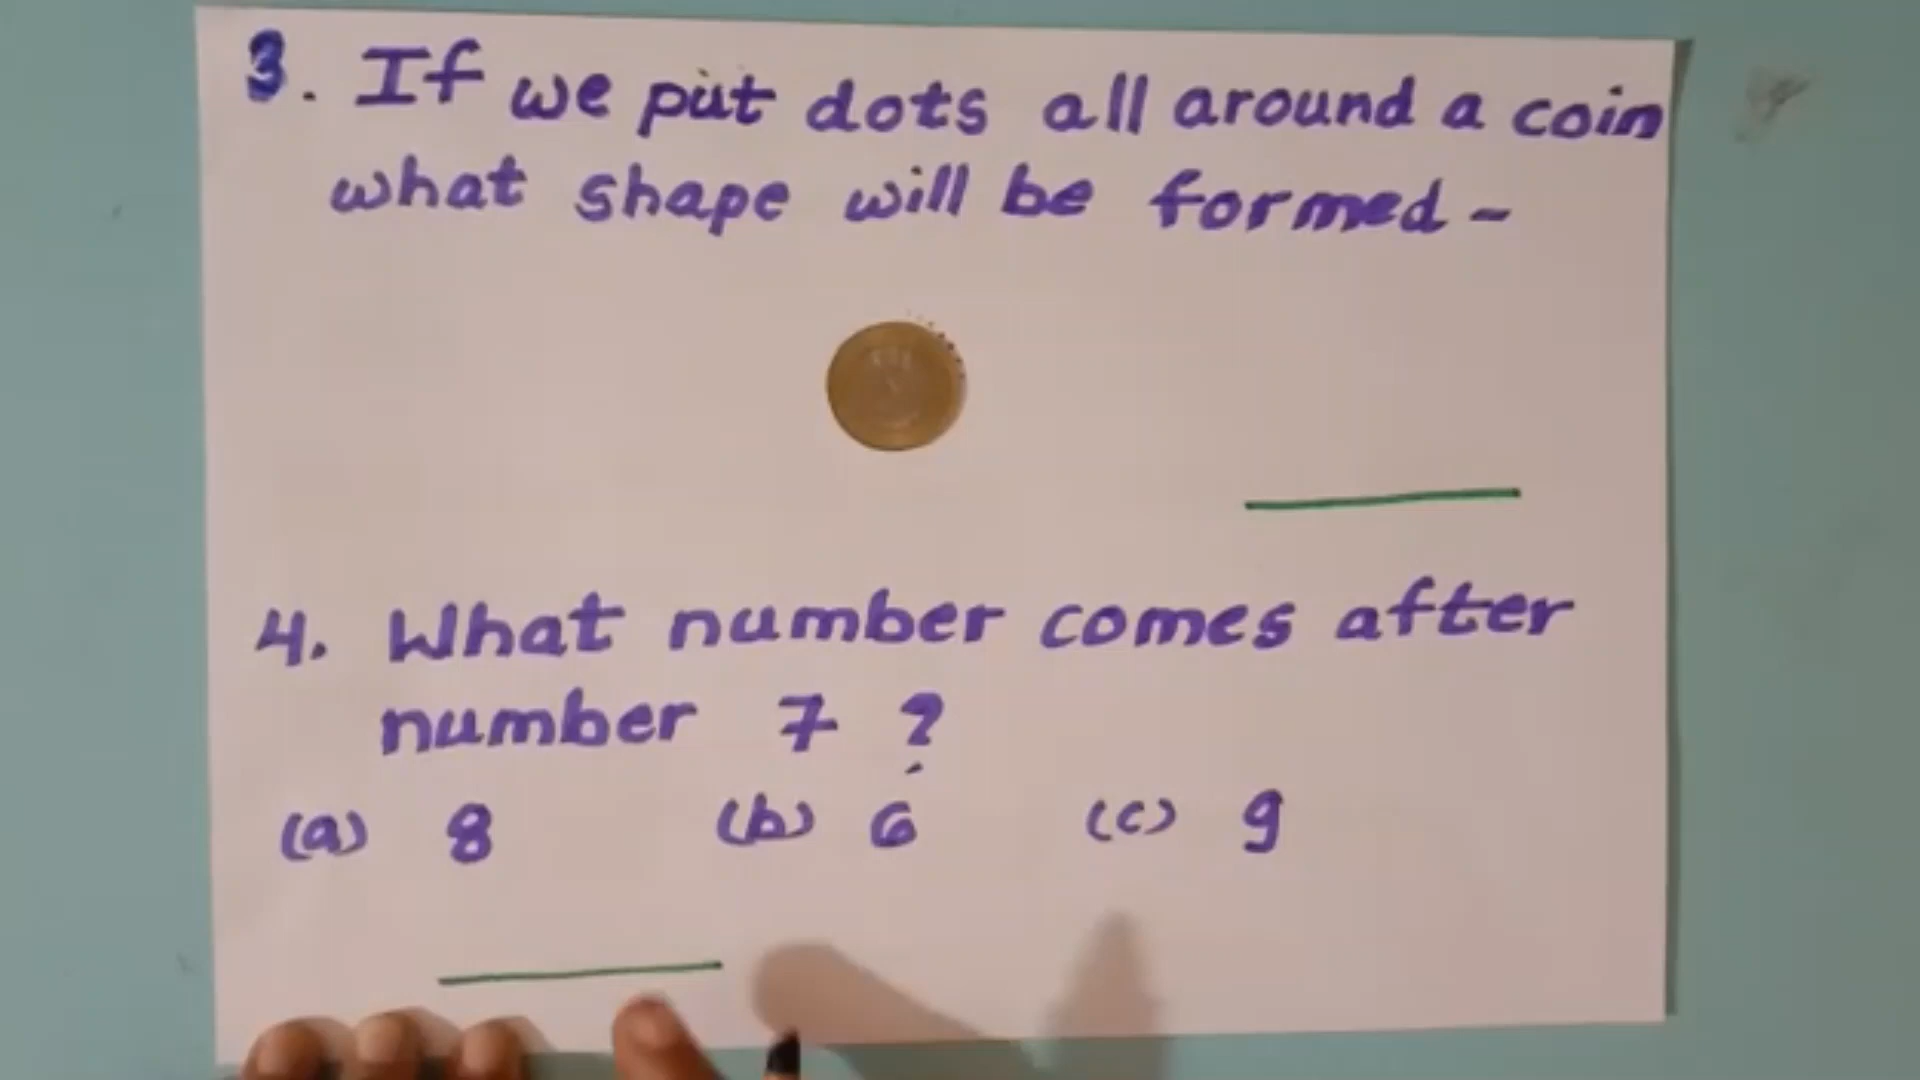 3. If we put dots all around a coin
what shape will be formed -
4. What number comes after
number 7 ?
(a) 8 (b) 6 (c) 9